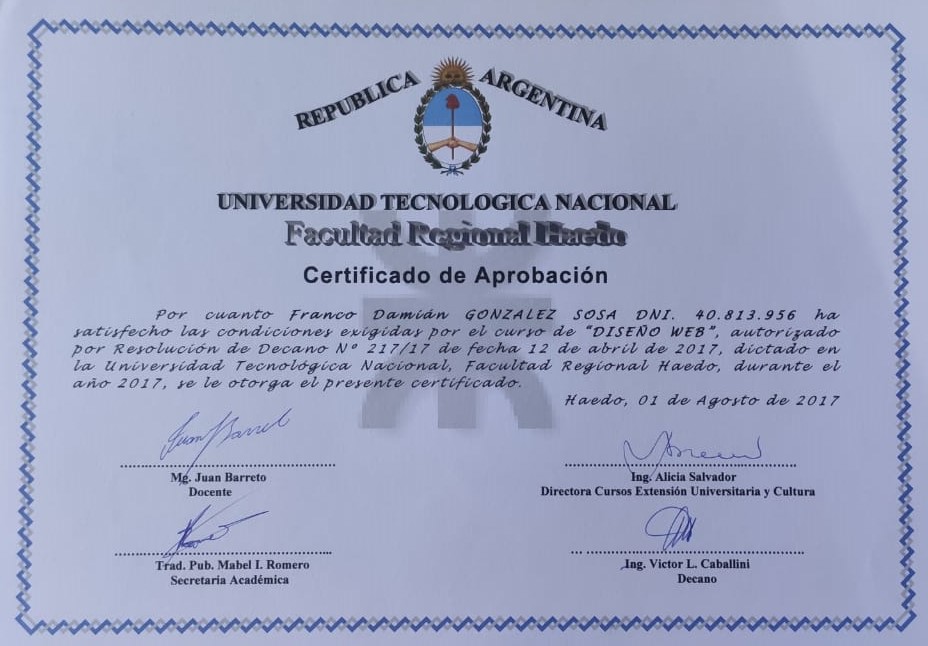 REPUBLICA ARGENTINA
UNIVERSIDAD TECNOLOGICA NACIONAL
Facultad Regional Haedo
Certificado de Aprobación
Por cuanto Franco Damián GONZALEZ SOSA DNI. 40.813.956 ha
satisfecho las condiciones exigidas por el curso de "DISEÑO WEB", autorizado
por Resolución de Decano Nº 217/17 de fecha 12 de abril de 2017, dictado en
la Universidad Tecnológica Nacional, Facultad Regional Haedo, durante el
año 2017, se le otorga el presente certificado.
Haedo, 01 de Agosto de 2017
Juan Barreto
Mg. Juan Barreto
Docente
Ing. Alicia Salvador
Directora Cursos Extensión Universitaria y Cultura
Trad. Pub. Mabel I. Romero
Secretaria Académica
Ing. Victor L. Caballini
Decano